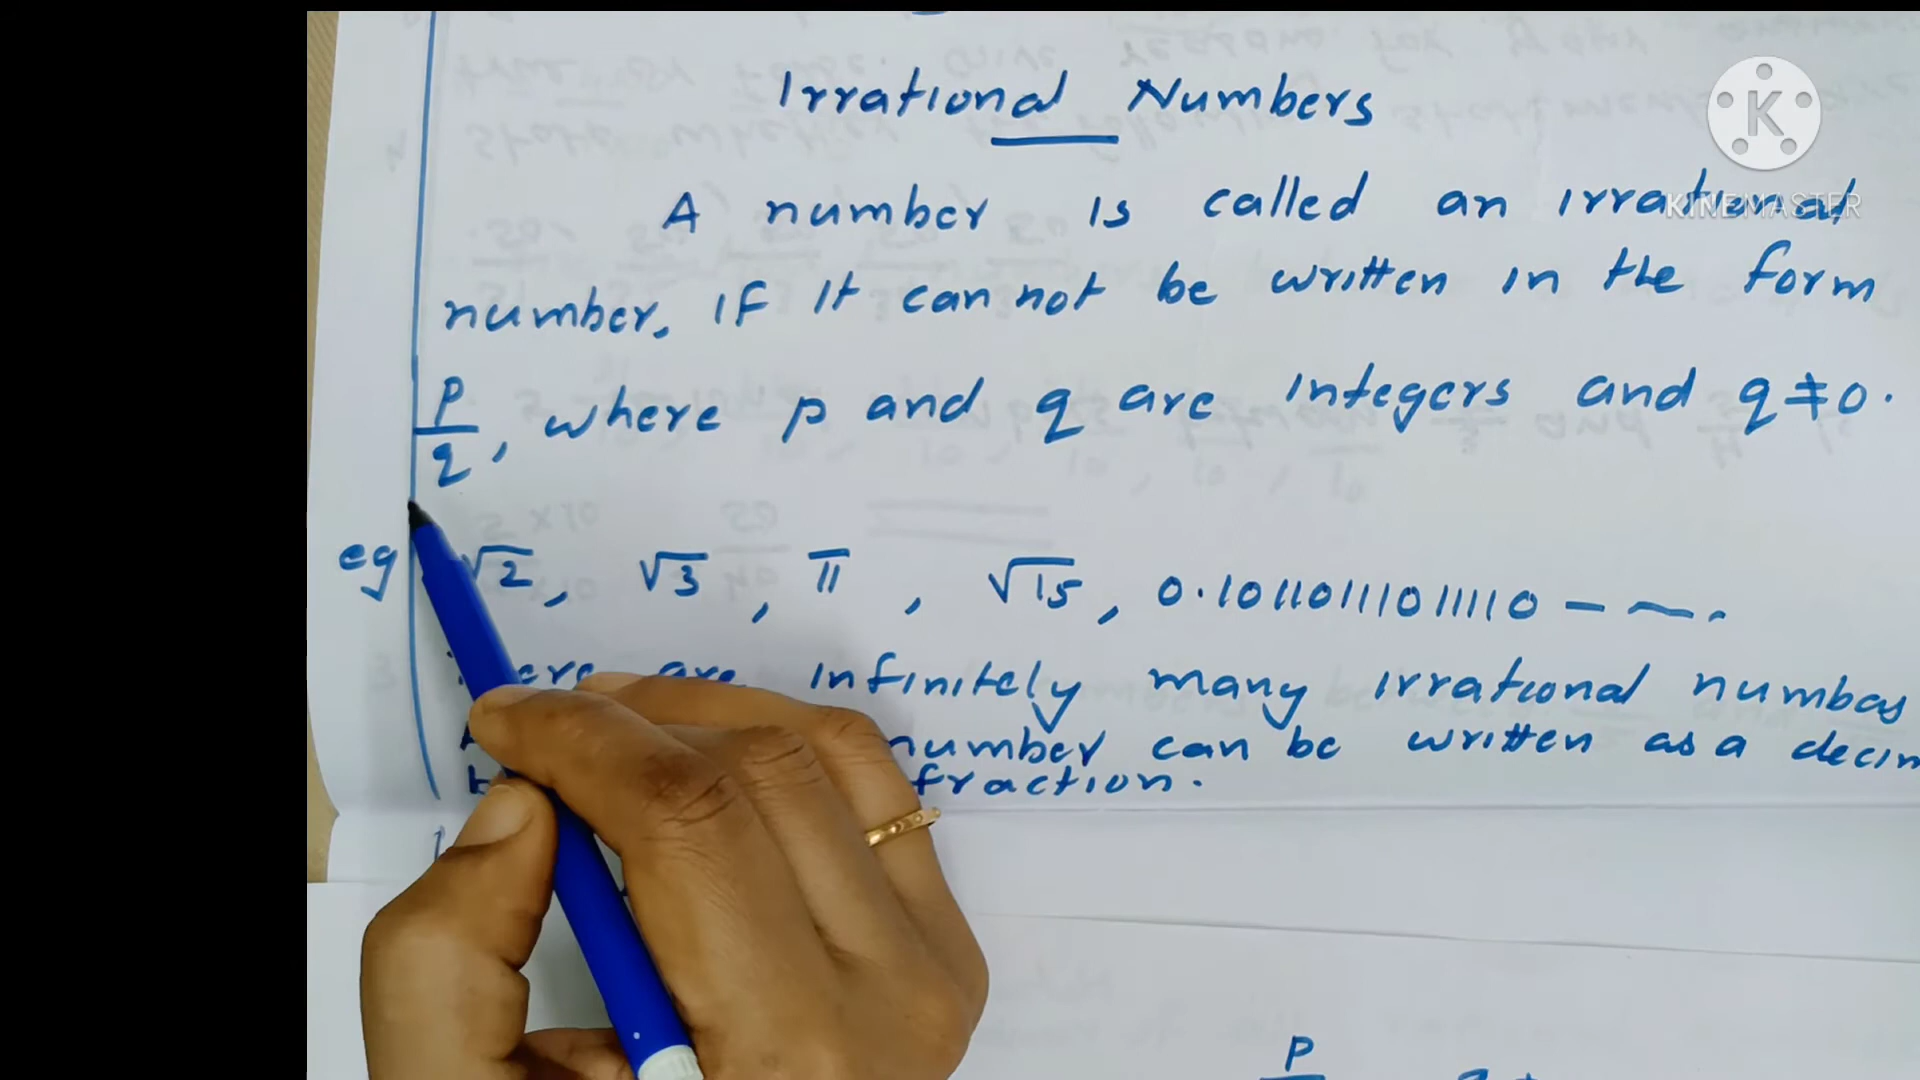 Irrational Numbers
K
KINEMASTER
A number is called an irrational
number, if it can not be written in the form
p/q, where p and q are integers and q ≠ 0.
eg √2, √3, π, √15, 0.10110111011110 - - -.
are infinitely many irrational numbers
number can be written as a decim
fraction.
P